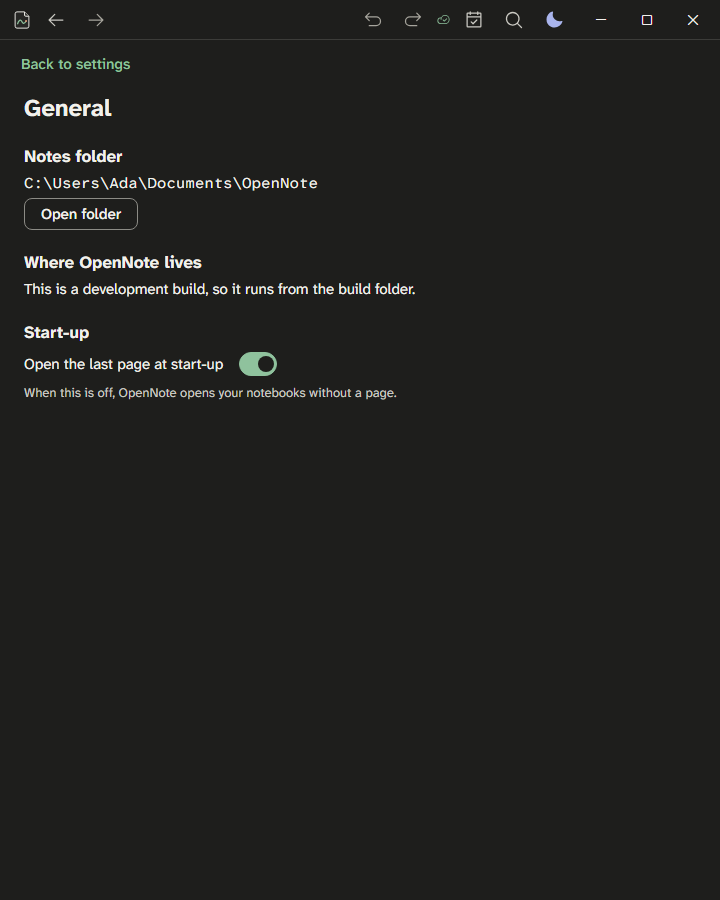 Back to settings
General
Notes folder
C:\Users\Ada\Documents\OpenNote
Open folder
Where OpenNote lives
This is a development build, so it runs from the build folder.
Start-up
Open the last page at start-up
When this is off, OpenNote opens your notebooks without a page.